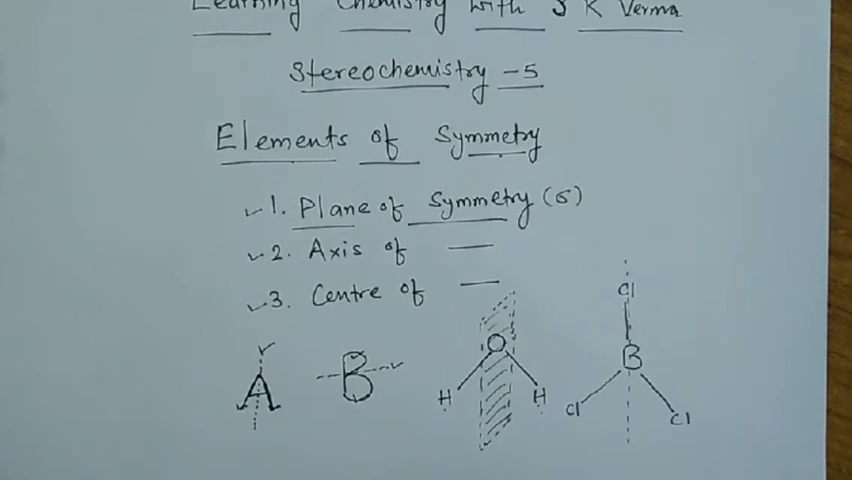 Learning Chemistry with S K Verma
Stereochemistry - 5
Elements of Symmetry
1. Plane of Symmetry (σ)
2. Axis of —
3. Centre of —
Cl
A B O B
H H Cl Cl